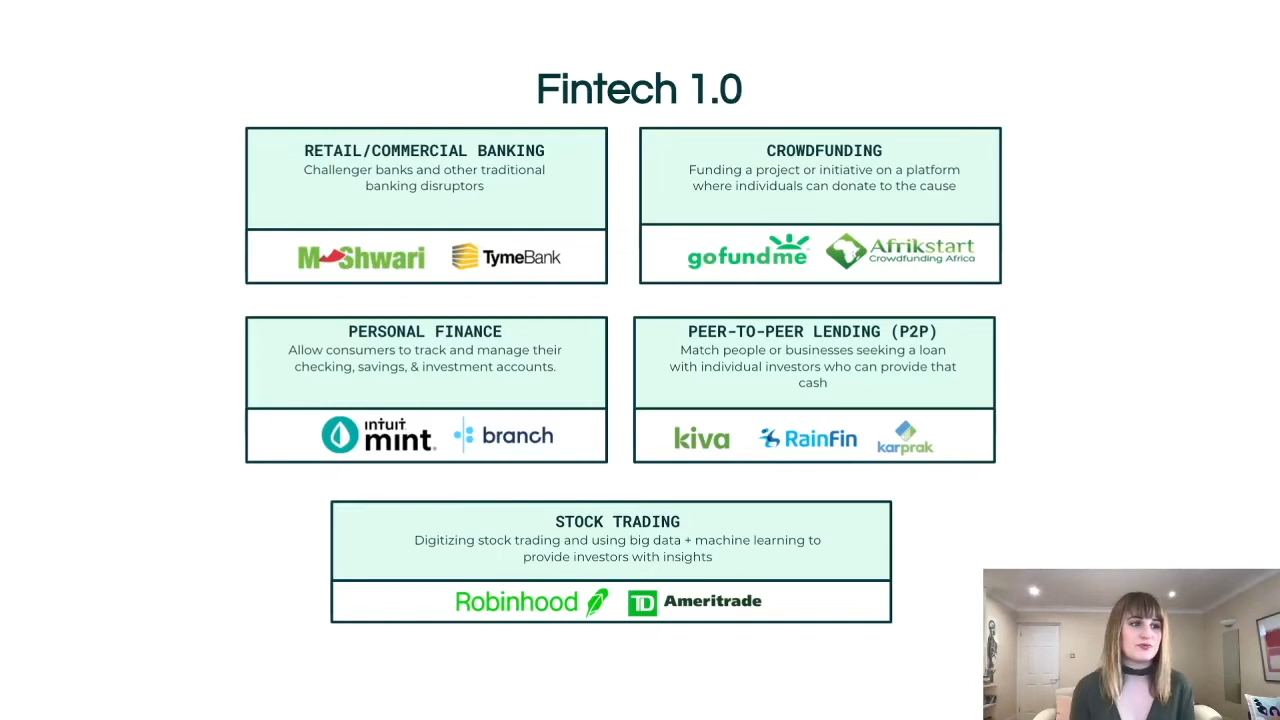 Fintech 1.0
RETAIL/COMMERCIAL BANKING
Challenger banks and other traditional
banking disruptors
M-Shwari
TymeBank
CROWDFUNDING
Funding a project or initiative on a platform
where individuals can donate to the cause
gofundme
Afrikstart
Crowdfunding Africa
PERSONAL FINANCE
Allow consumers to track and manage their
checking, savings, & investment accounts.
intuit
mint
branch
PEER-TO-PEER LENDING (P2P)
Match people or businesses seeking a loan
with individual investors who can provide that
cash
kiva
RainFin
karprak
STOCK TRADING
Digitizing stock trading and using big data + machine learning to
provide investors with insights
Robinhood
TD Ameritrade